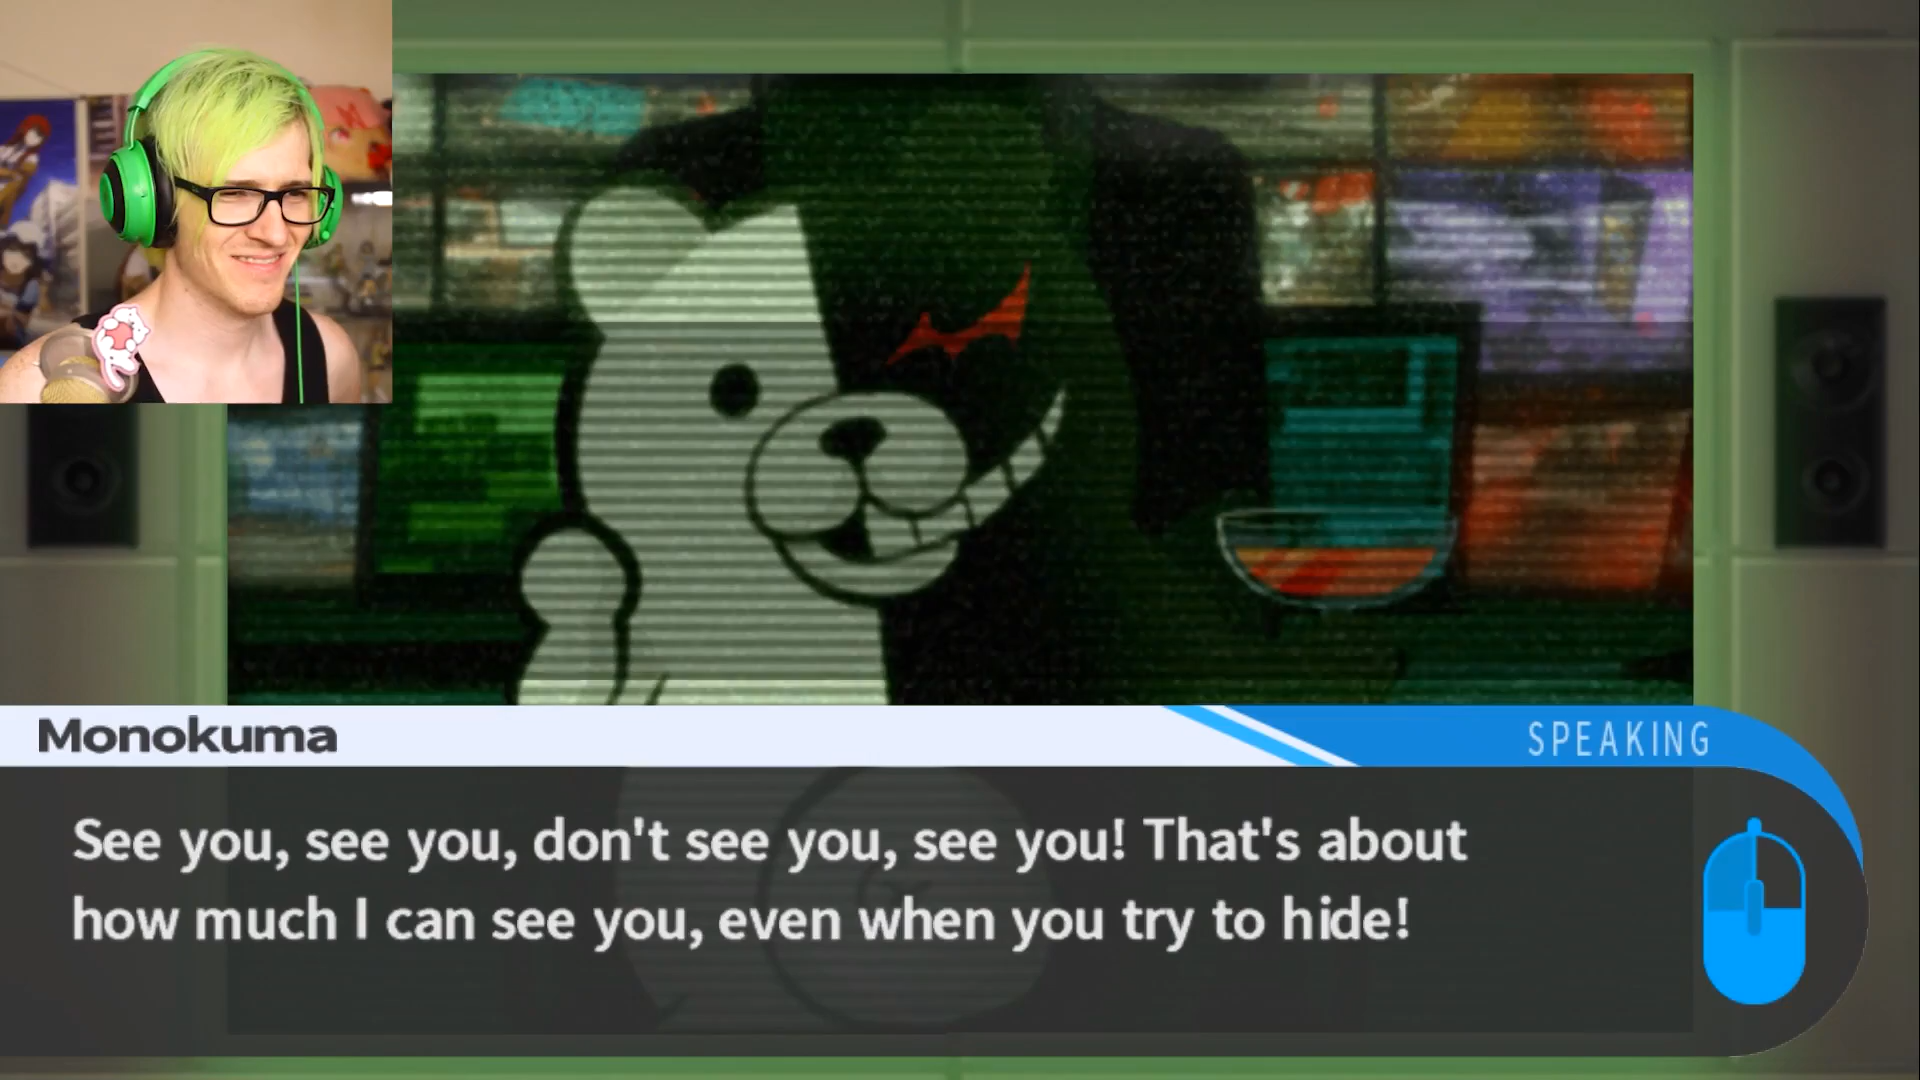 Monokuma
SPEAKING
See you, see you, don't see you, see you! That's about
how much I can see you, even when you try to hide!